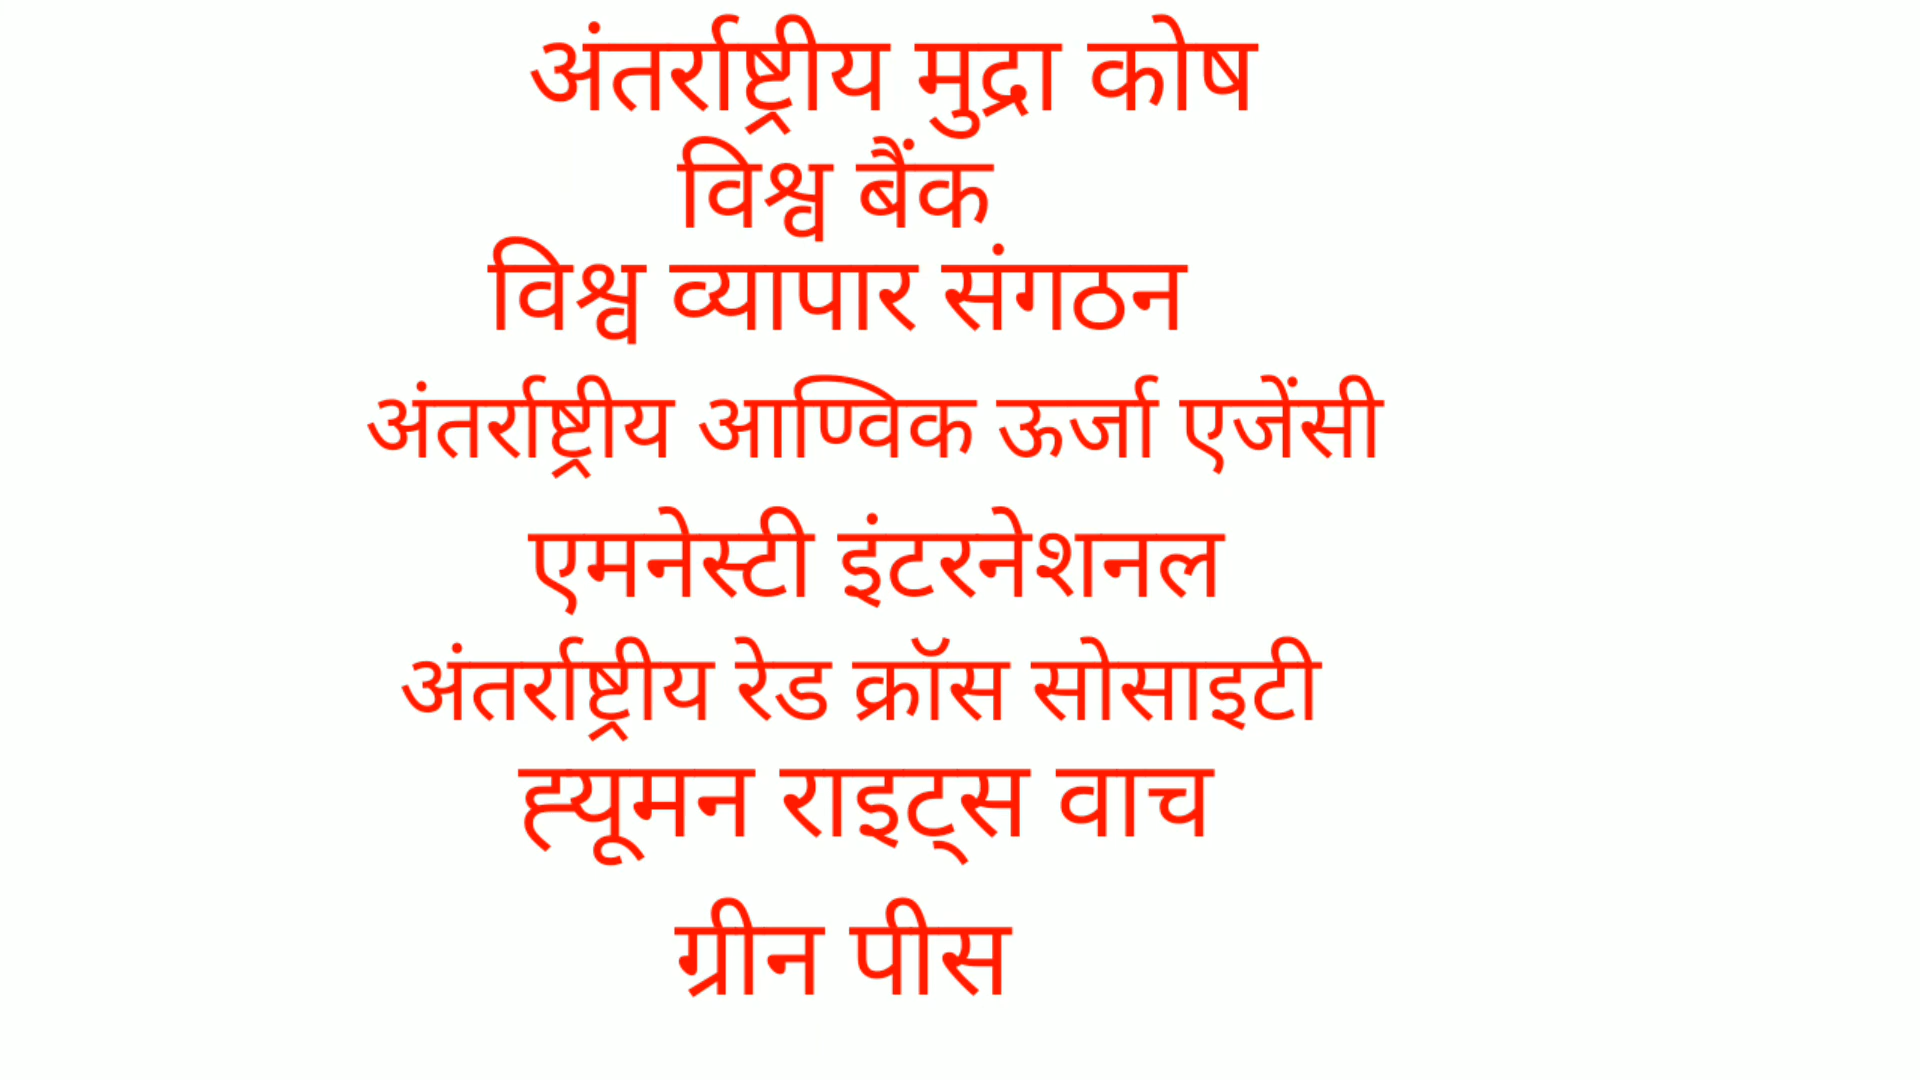 अंतर्राष्ट्रीय मुद्रा कोष
विश्व बैंक
विश्व व्यापार संगठन
अंतर्राष्ट्रीय आण्विक ऊर्जा एजेंसी
एमनेस्टी इंटरनेशनल
अंतर्राष्ट्रीय रेड क्रॉस सोसाइटी
ह्यूमन राइट्स वाच
ग्रीन पीस